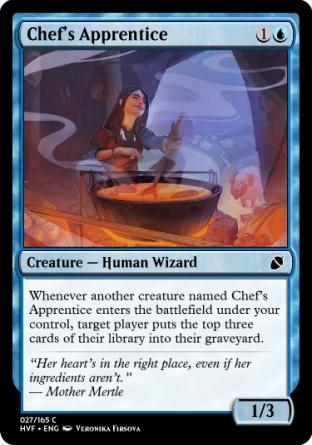 Chef's Apprentice 1
Creature — Human Wizard
Whenever another creature named Chef's
Apprentice enters the battlefield under your
control, target player puts the top three
cards of their library into their graveyard.
“Her heart's in the right place, even if her
ingredients aren't.”
— Mother Mertle
1/3
027/165 C
HVF • ENG Veronika Firsova